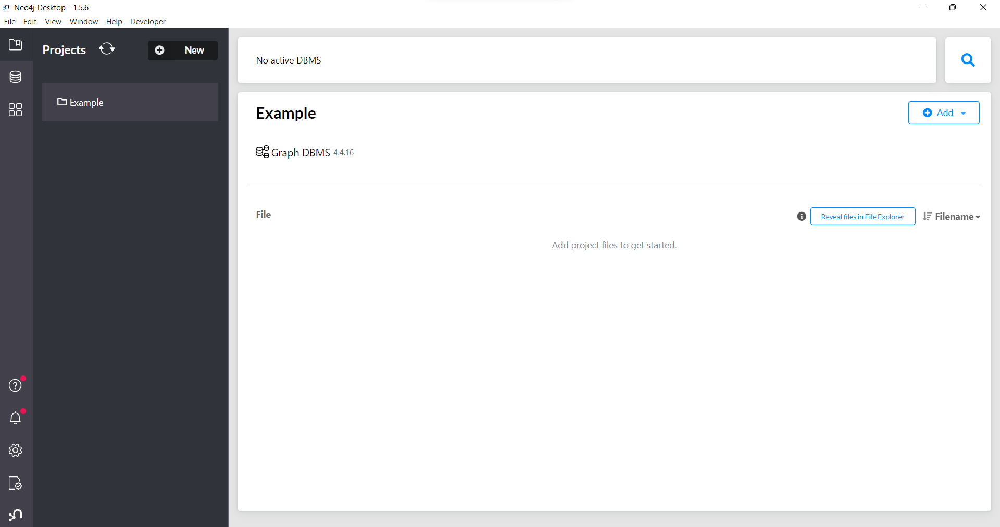 Neo4j Desktop - 1.5.6
File Edit View Window Help Developer
Projects
New
Example
No active DBMS
Example
Add
Graph DBMS 4.4.16
File
Reveal files in File Explorer
Filename
Add project files to get started.